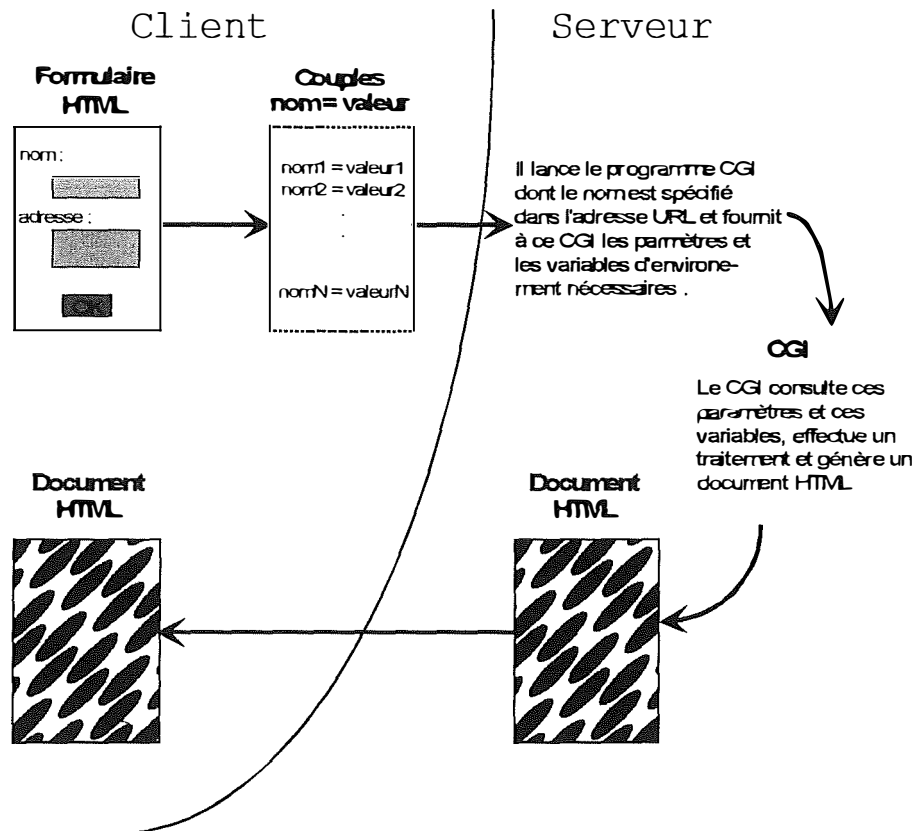 Client
Serveur
Formulaire
HTML
nom :
adresse :
OK
Couples
nom = valeur
nom1 = valeur1
nom2 = valeur2
.
.
nomN = valeurN
Il lance le programme CGI
dont le nom est spécifié
dans l'adresse URL et fournit
à ce CGI les parmètres et
les variables d'environe-
ment nécessaires .
CGI
Le CGI consulte ces
paramètres et ces
variables, effectue un
traitement et génère un
document HTML
Document
HTML
Document
HTML